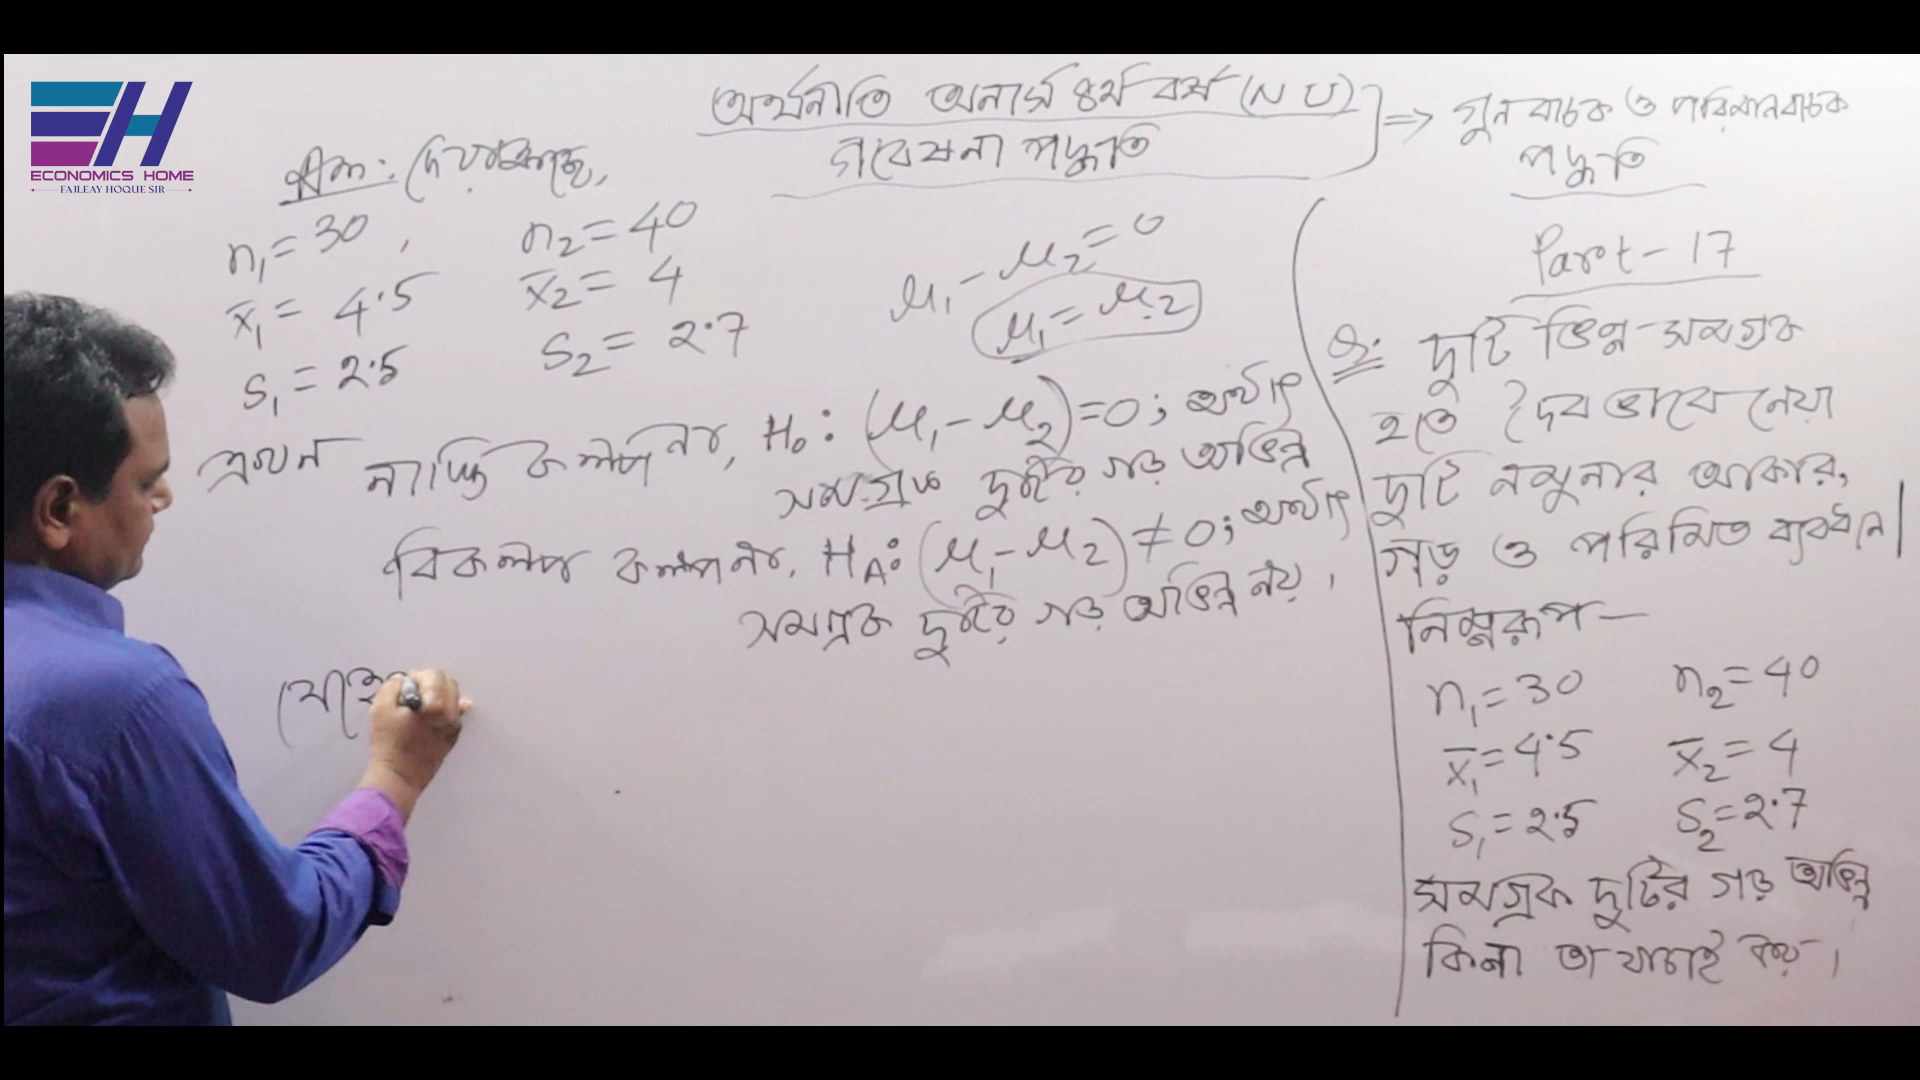 ECONOMICS HOME
FAILEAY HOQUE SIR
অর্থনীতি অনার্স ৪র্থ বর্ষ (NU)
গবেষনা পদ্ধতি
=> গুনবাচক ও পরিমানবাচক
পদ্ধতি
Part-17
দেয়া আছে,
n₁ = 30, n₂ = 40
x̄₁ = 4.5 x̄₂ = 4
S₁ = 2.5 S₂ = 2.7
μ₁ - μ₂ = 0
μ₁ = μ₂
এখন নাস্তি কল্পনা, H₀: (μ₁ - μ₂) = 0; অর্থাৎ
সমগ্রক দুইটির গড় অভিন্ন
বিকল্প কল্পনা, H_A: (μ₁ - μ₂) ≠ 0; অর্থাৎ
সমগ্রক দুইটির গড় অভিন্ন নয়।
যেহে
Q: দুটি ভিন্ন সমগ্রক
হতে দৈবভাবে নেয়া
দুটি নমুনার আকার,
গড় ও পরিমিত ব্যবধান
নিম্নরূপ—
n₁ = 30 n₂ = 40
x̄₁ = 4.5 x̄₂ = 4
S₁ = 2.5 S₂ = 2.7
সমগ্রক দুটির গড় অভিন্ন
কিনা তা যাচাই কর।